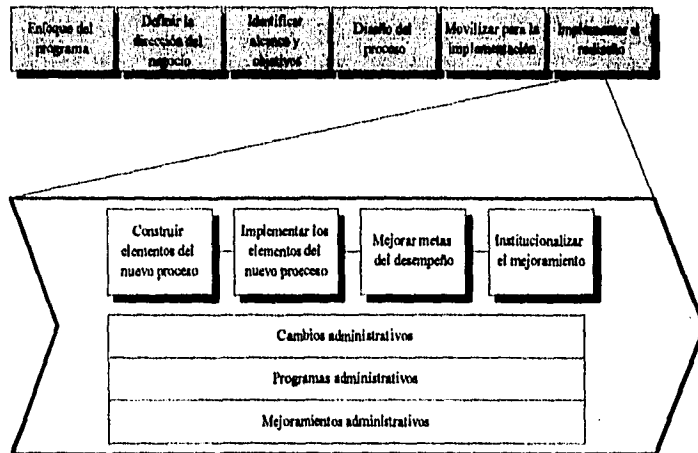 Enfoque del
programa
Definir la
dirección del
negocio
Identificar
alcance y
objetivos
Diseño del
proceso
Movilizar para la
implementación
Implementar el
rediseño
Construir
elementos del
nuevo proceso
Implementar los
elementos del
nuevo proeceso
Mejorar metas
del desempeño
Institucionalizar
el mejoramiento
Cambios administrativos
Programas administrativos
Mejoramientos administrativos